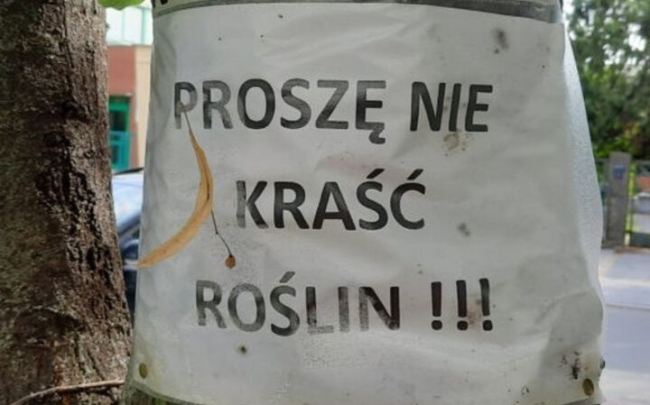 PROSZĘ NIE
KRAŚĆ
ROŚLIN !!!